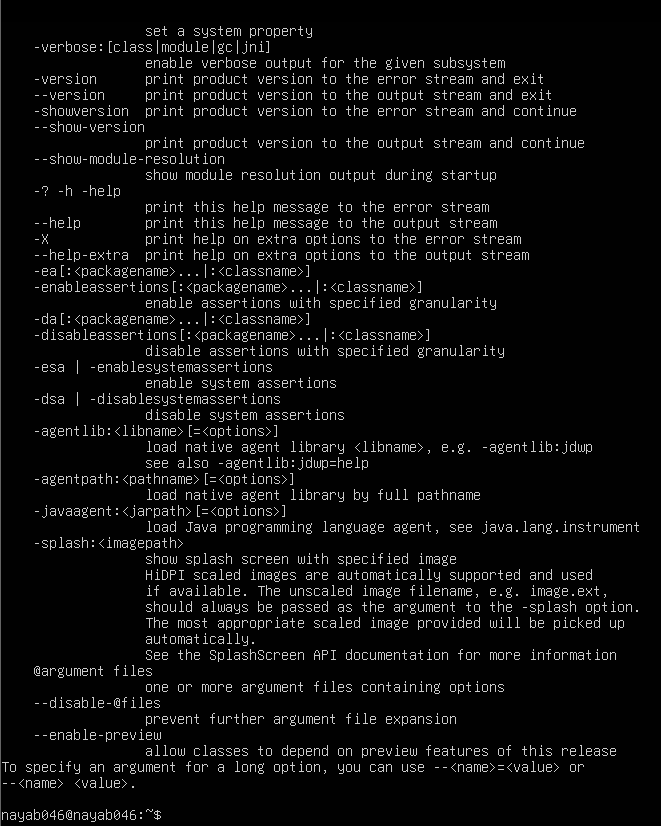 set a system property
-verbose:[class|module|gc|jni]
enable verbose output for the given subsystem
-version print product version to the error stream and exit
--version print product version to the output stream and exit
-showversion print product version to the error stream and continue
--show-version
print product version to the output stream and continue
--show-module-resolution
show module resolution output during startup
-? -h -help
print this help message to the error stream
--help print this help message to the output stream
-X print help on extra options to the error stream
--help-extra print help on extra options to the output stream
-ea[:<packagename>...|:<classname>]
-enableassertions[:<packagename>...|:<classname>]
enable assertions with specified granularity
-da[:<packagename>...|:<classname>]
-disableassertions[:<packagename>...|:<classname>]
disable assertions with specified granularity
-esa | -enablesystemassertions
enable system assertions
-dsa | -disablesystemassertions
disable system assertions
-agentlib:<libname>[=<options>]
load native agent library <libname>, e.g. -agentlib:jdwp
see also -agentlib:jdwp=help
-agentpath:<pathname>[=<options>]
load native agent library by full pathname
-javaagent:<jarpath>[=<options>]
load Java programming language agent, see java.lang.instrument
-splash:<imagepath>
show splash screen with specified image
HiDPI scaled images are automatically supported and used
if available. The unscaled image filename, e.g. image.ext,
should always be passed as the argument to the -splash option.
The most appropriate scaled image provided will be picked up
automatically.
See the SplashScreen API documentation for more information
@argument files
one or more argument files containing options
--disable-@files
prevent further argument file expansion
--enable-preview
allow classes to depend on preview features of this release
To specify an argument for a long option, you can use --<name>=<value> or
--<name> <value>.
nayab046@nayab046:~$